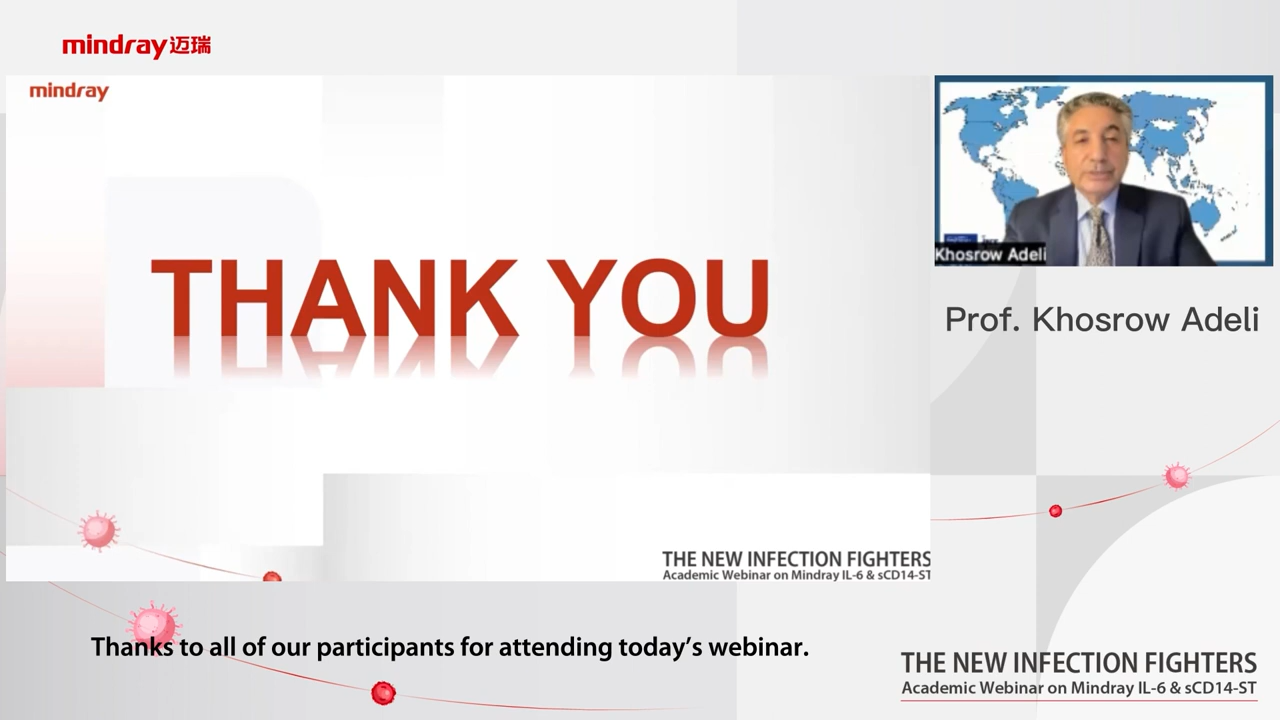 mindray迈瑞
mindray
THANK YOU
THE NEW INFECTION FIGHTERS
Academic Webinar on Mindray IL-6 & sCD14-ST
Khosrow Adeli
Prof. Khosrow Adeli
Thanks to all of our participants for attending today’s webinar.
THE NEW INFECTION FIGHTERS
Academic Webinar on Mindray IL-6 & sCD14-ST